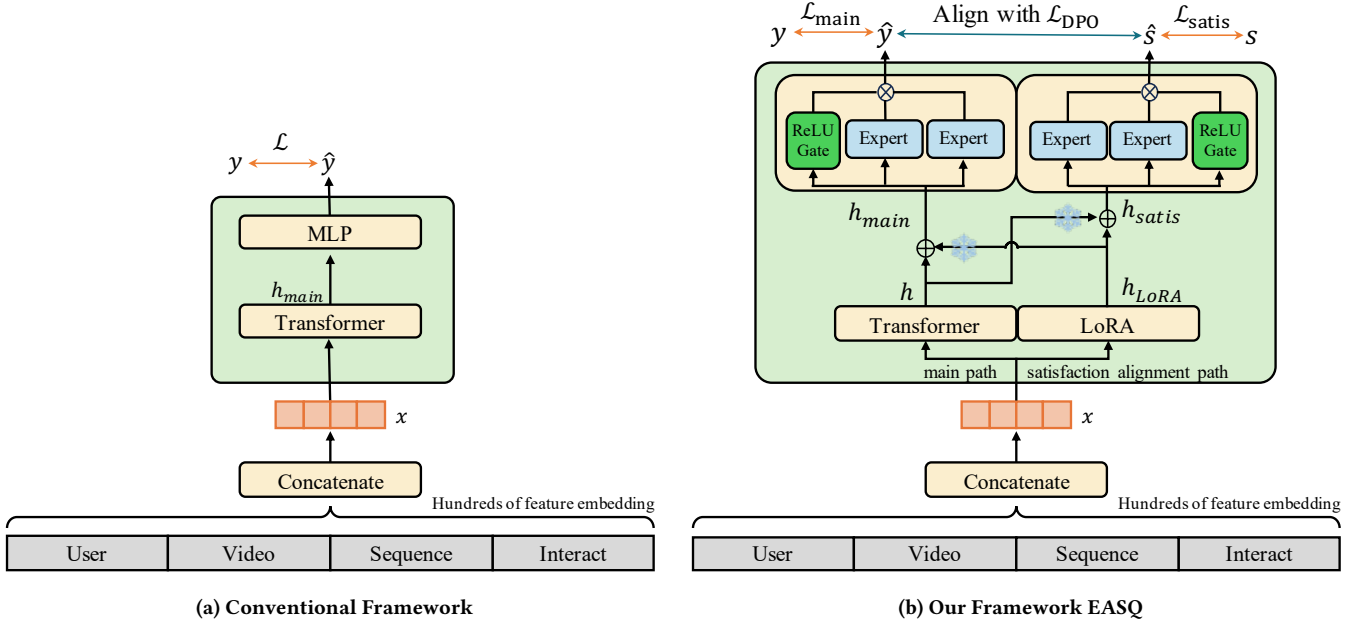 y ℒ ŷ
MLP
h_main
Transformer
x
Concatenate
Hundreds of feature embedding
User Video Sequence Interact
(a) Conventional Framework
y ℒ_main ŷ Align with ℒ_DPO ŝ ℒ_satis s
ReLU Gate Expert Expert Expert Expert ReLU Gate
h_main h_satis
h h_LoRA
Transformer LoRA
main path satisfaction alignment path
x
Concatenate
Hundreds of feature embedding
User Video Sequence Interact
(b) Our Framework EASQ